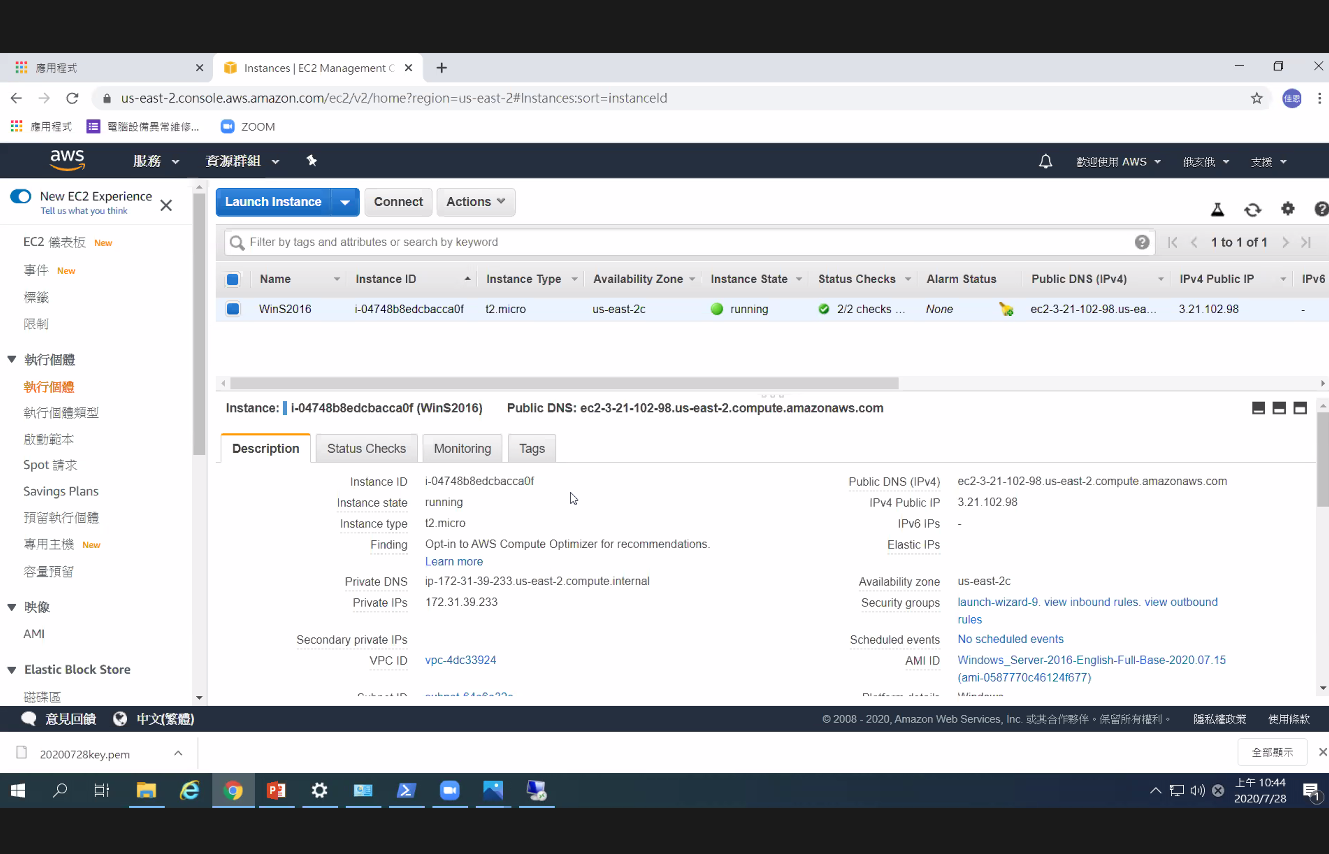 應用程式
Instances | EC2 Management C
us-east-2.console.aws.amazon.com/ec2/v2/home?region=us-east-2#Instances:sort=instanceId
佳恩
應用程式 電腦設備異常維修... ZOOM
aws 服務 資源群組 歡迎使用 AWS 俄亥俄 支援
New EC2 Experience
Tell us what you think
EC2 儀表板 New
事件 New
標籤
限制
執行個體
執行個體
執行個體類型
啟動範本
Spot 請求
Savings Plans
預留執行個體
專用主機 New
容量預留
映像
AMI
Elastic Block Store
磁碟區
Launch Instance Connect Actions
Filter by tags and attributes or search by keyword
1 to 1 of 1
Name Instance ID Instance Type Availability Zone Instance State Status Checks Alarm Status Public DNS (IPv4) IPv4 Public IP IPv6
WinS2016 i-04748b8edcbacca0f t2.micro us-east-2c running 2/2 checks ... None ec2-3-21-102-98.us-ea... 3.21.102.98 -
Instance: i-04748b8edcbacca0f (WinS2016) Public DNS: ec2-3-21-102-98.us-east-2.compute.amazonaws.com
Description Status Checks Monitoring Tags
Instance ID i-04748b8edcbacca0f
Instance state running
Instance type t2.micro
Finding Opt-in to AWS Compute Optimizer for recommendations.
Learn more
Private DNS ip-172-31-39-233.us-east-2.compute.internal
Private IPs 172.31.39.233
Secondary private IPs
VPC ID vpc-4dc33924
Public DNS (IPv4) ec2-3-21-102-98.us-east-2.compute.amazonaws.com
IPv4 Public IP 3.21.102.98
IPv6 IPs -
Elastic IPs
Availability zone us-east-2c
Security groups launch-wizard-9. view inbound rules. view outbound
rules
Scheduled events No scheduled events
AMI ID Windows_Server-2016-English-Full-Base-2020.07.15
(ami-0587770c46124f677)
Platform details Windows
意見回饋 中文(繁體)
© 2008 - 2020, Amazon Web Services, Inc. 或其合作夥伴。保留所有權利。 隱私權政策 使用條款
20200728key.pem
全部顯示
上午 10:44
2020/7/28
1